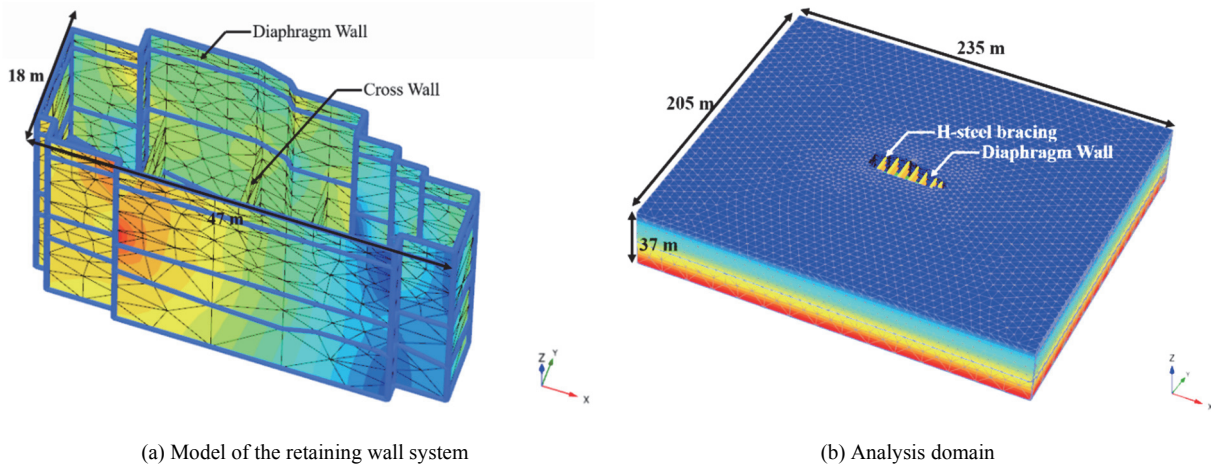 Diaphragm Wall
18 m
Cross Wall
47 m
Z
Y
X
(a) Model of the retaining wall system
235 m
205 m
H-steel bracing
Diaphragm Wall
37 m
Z
Y
X
(b) Analysis domain